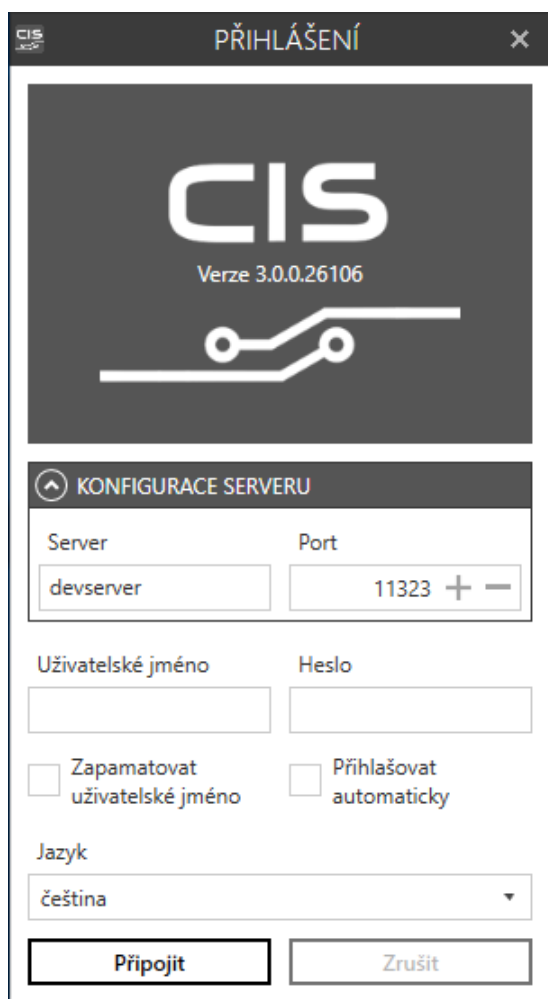 CIS
PŘIHLÁŠENÍ
CIS
Verze 3.0.0.26106
KONFIGURACE SERVERU
Server Port
devserver 11323
Uživatelské jméno Heslo
Zapamatovat Přihlašovat
uživatelské jméno automaticky
Jazyk
čeština
Připojit Zrušit